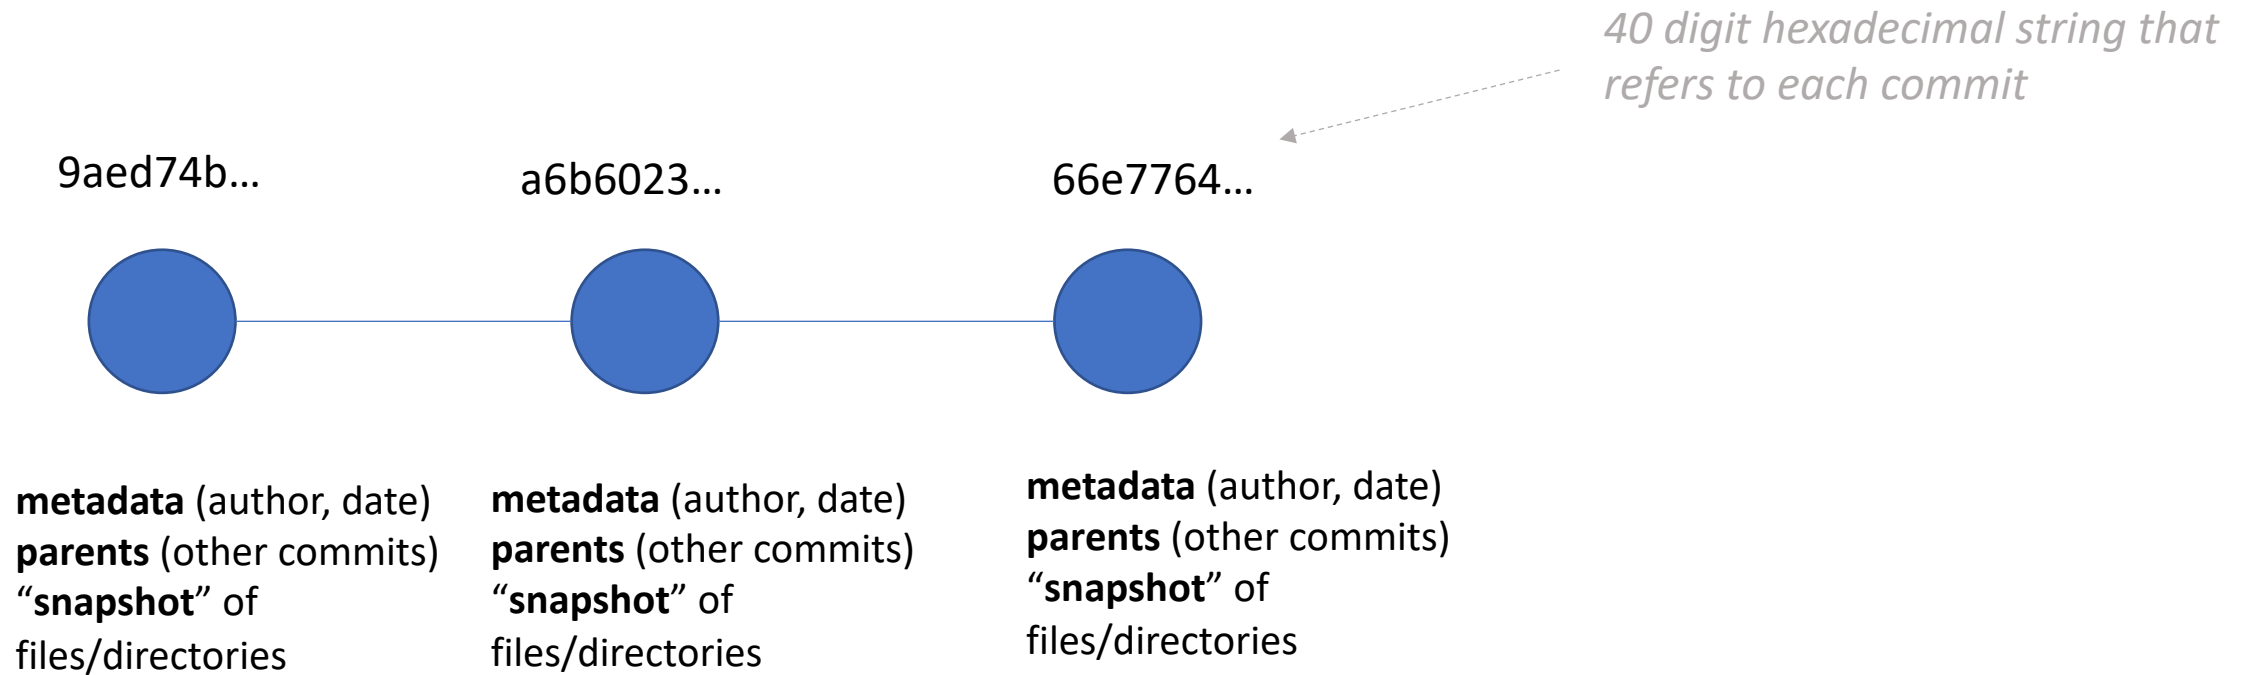 40 digit hexadecimal string that
refers to each commit
9aed74b…
a6b6023…
66e7764…
metadata (author, date)
parents (other commits)
“snapshot” of
files/directories
metadata (author, date)
parents (other commits)
“snapshot” of
files/directories
metadata (author, date)
parents (other commits)
“snapshot” of
files/directories